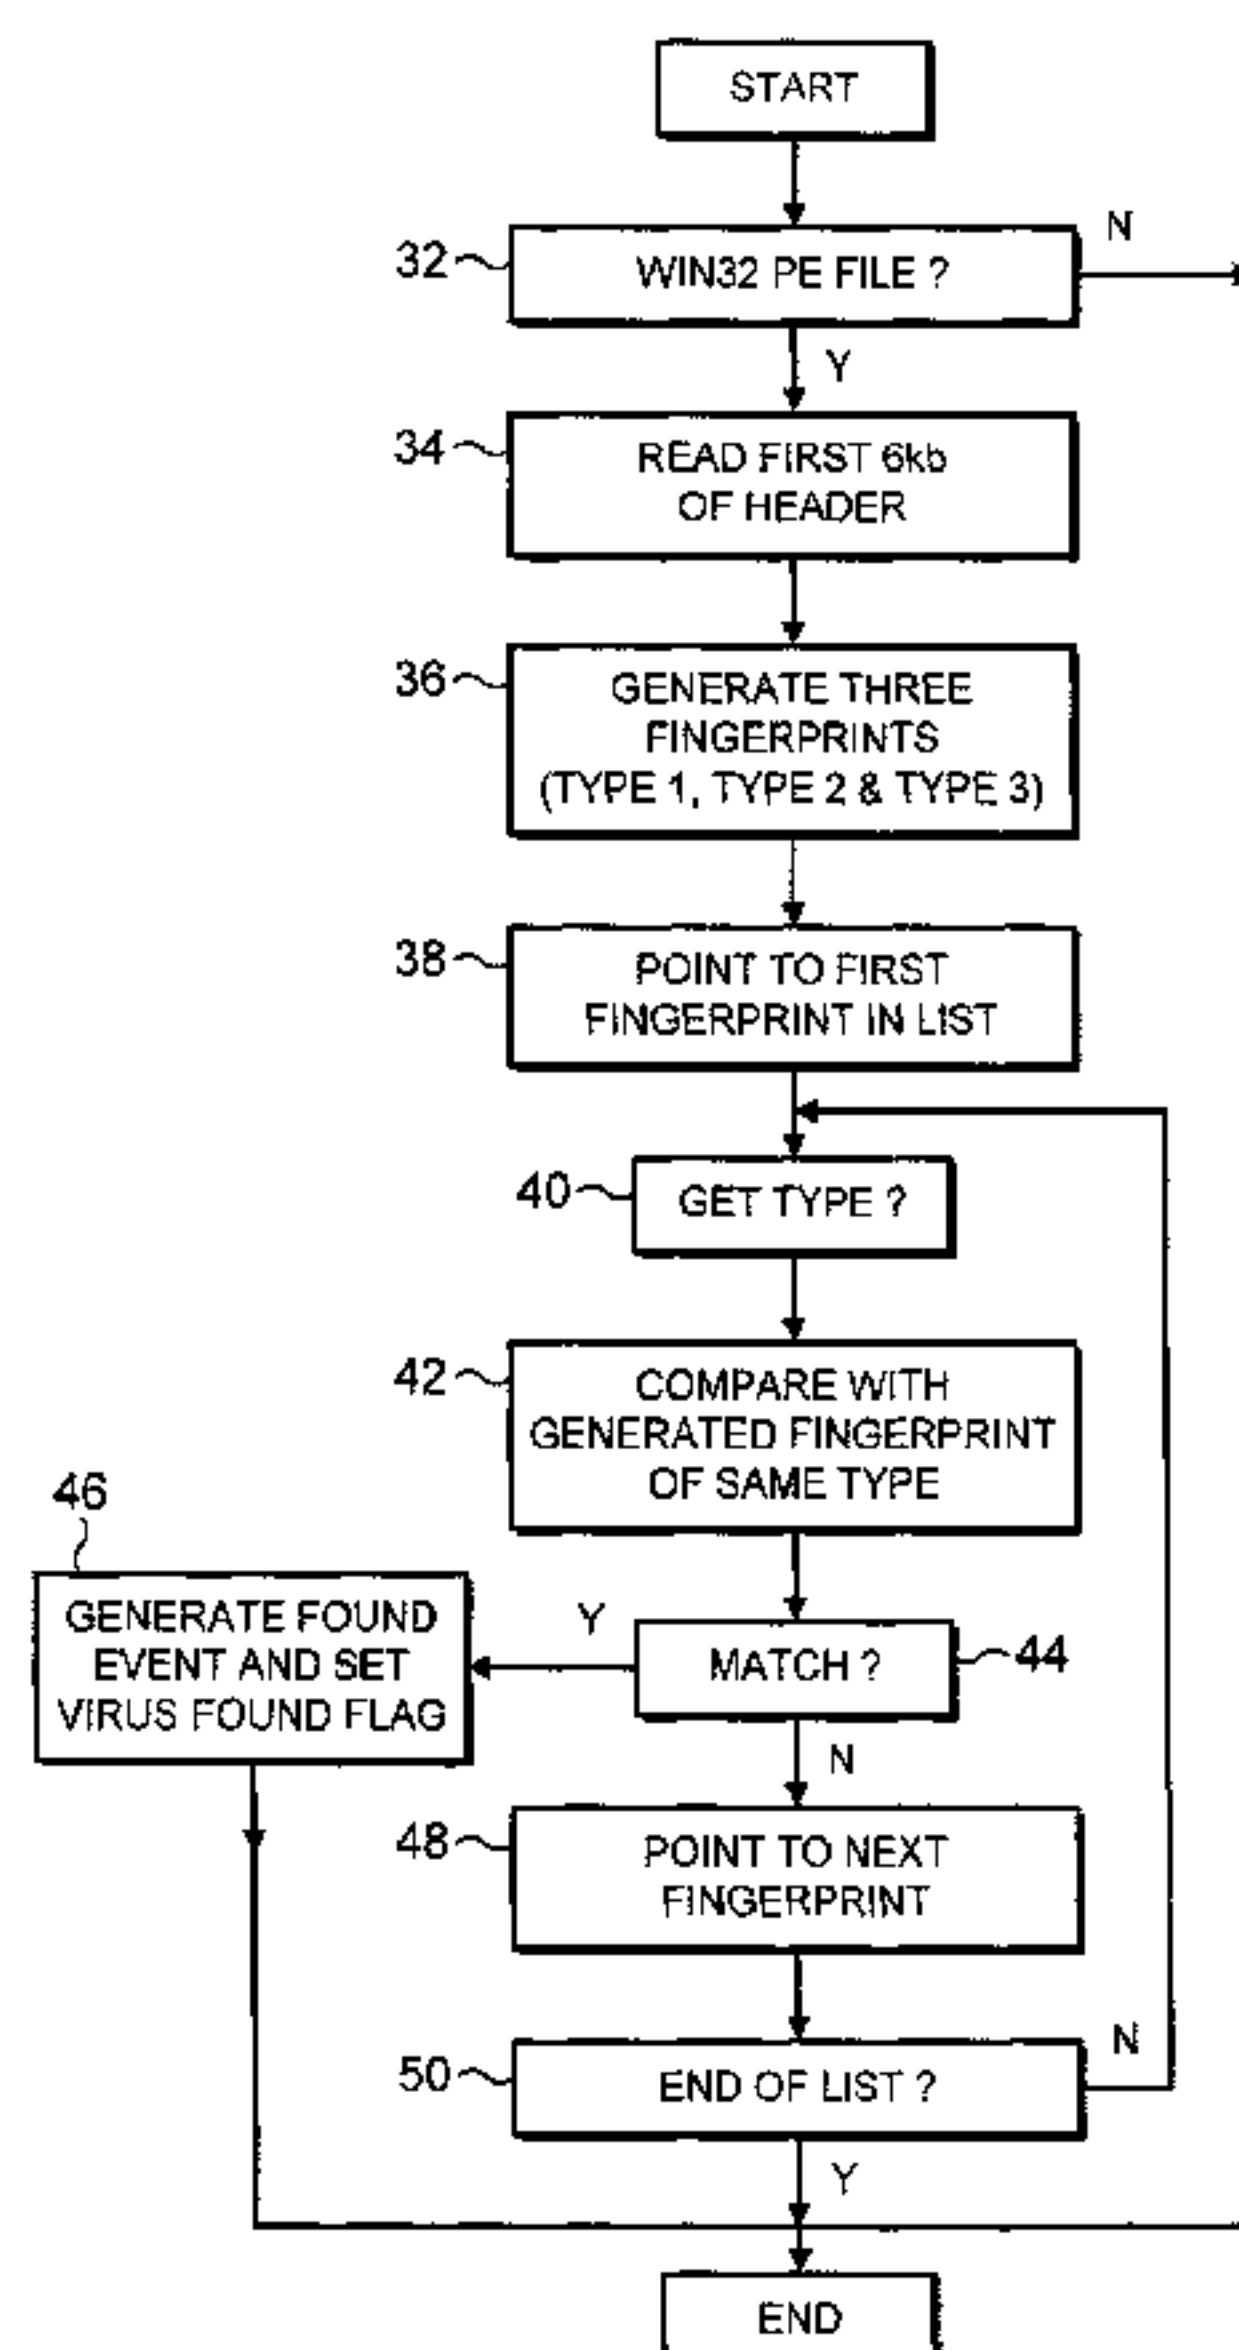 START
32
WIN32 PE FILE ?
N
Y
34
READ FIRST 6kb
OF HEADER
36
GENERATE THREE
FINGERPRINTS
(TYPE 1, TYPE 2 & TYPE 3)
38
POINT TO FIRST
FINGERPRINT IN LIST
40
GET TYPE ?
42
COMPARE WITH
GENERATED FINGERPRINT
OF SAME TYPE
46
GENERATE FOUND
EVENT AND SET
VIRUS FOUND FLAG
Y
MATCH ?
44
N
48
POINT TO NEXT
FINGERPRINT
50
END OF LIST ?
N
Y
END